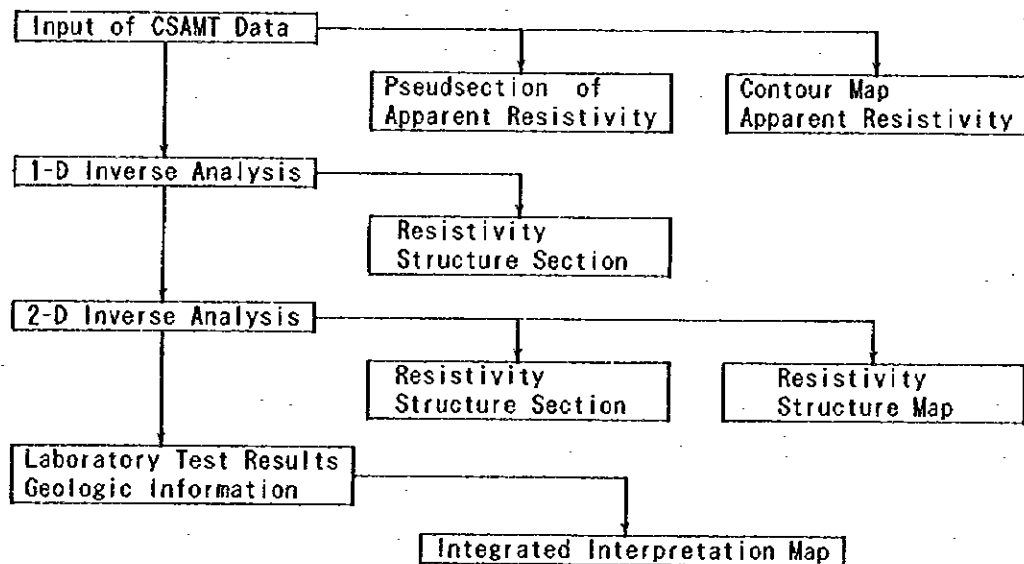 Input of CSAMT Data
Pseudsection of
Apparent Resistivity
Contour Map
Apparent Resistivity
1-D Inverse Analysis
Resistivity
Structure Section
2-D Inverse Analysis
Resistivity
Structure Section
Resistivity
Structure Map
Laboratory Test Results
Geologic Information
Integrated Interpretation Map